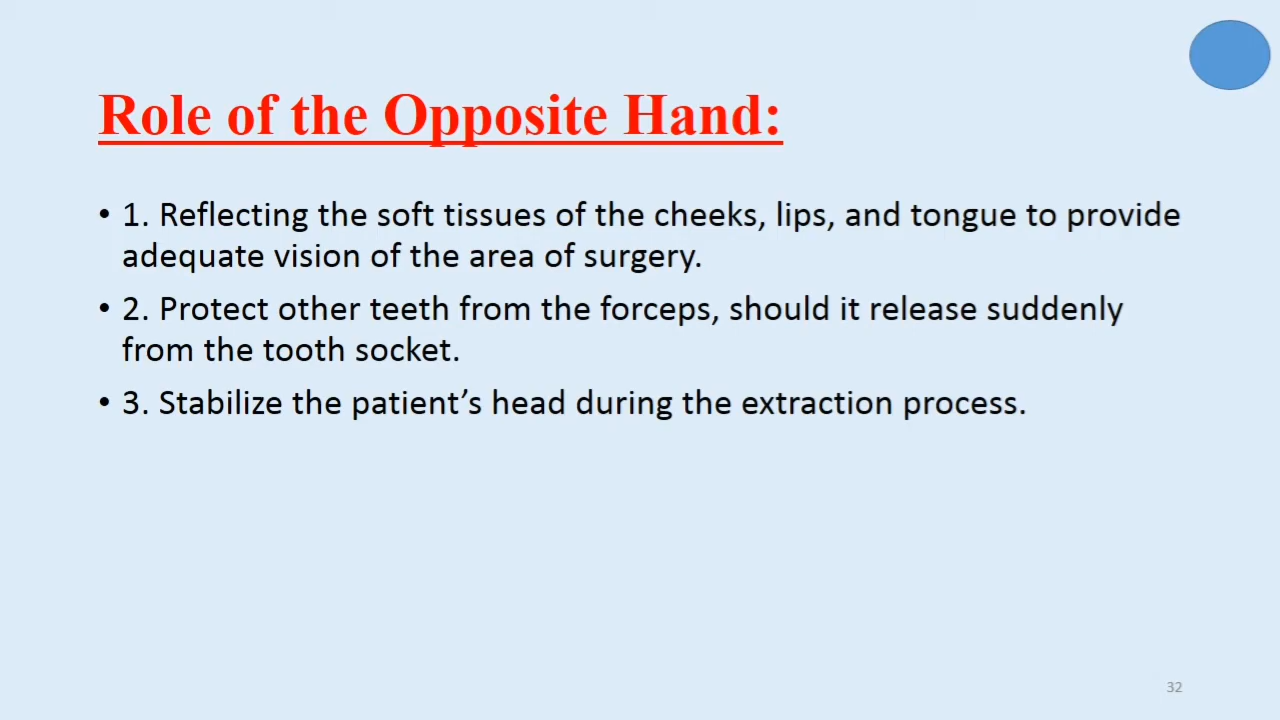 Role of the Opposite Hand:
• 1. Reflecting the soft tissues of the cheeks, lips, and tongue to provide
adequate vision of the area of surgery.
• 2. Protect other teeth from the forceps, should it release suddenly
from the tooth socket.
• 3. Stabilize the patient’s head during the extraction process.
32